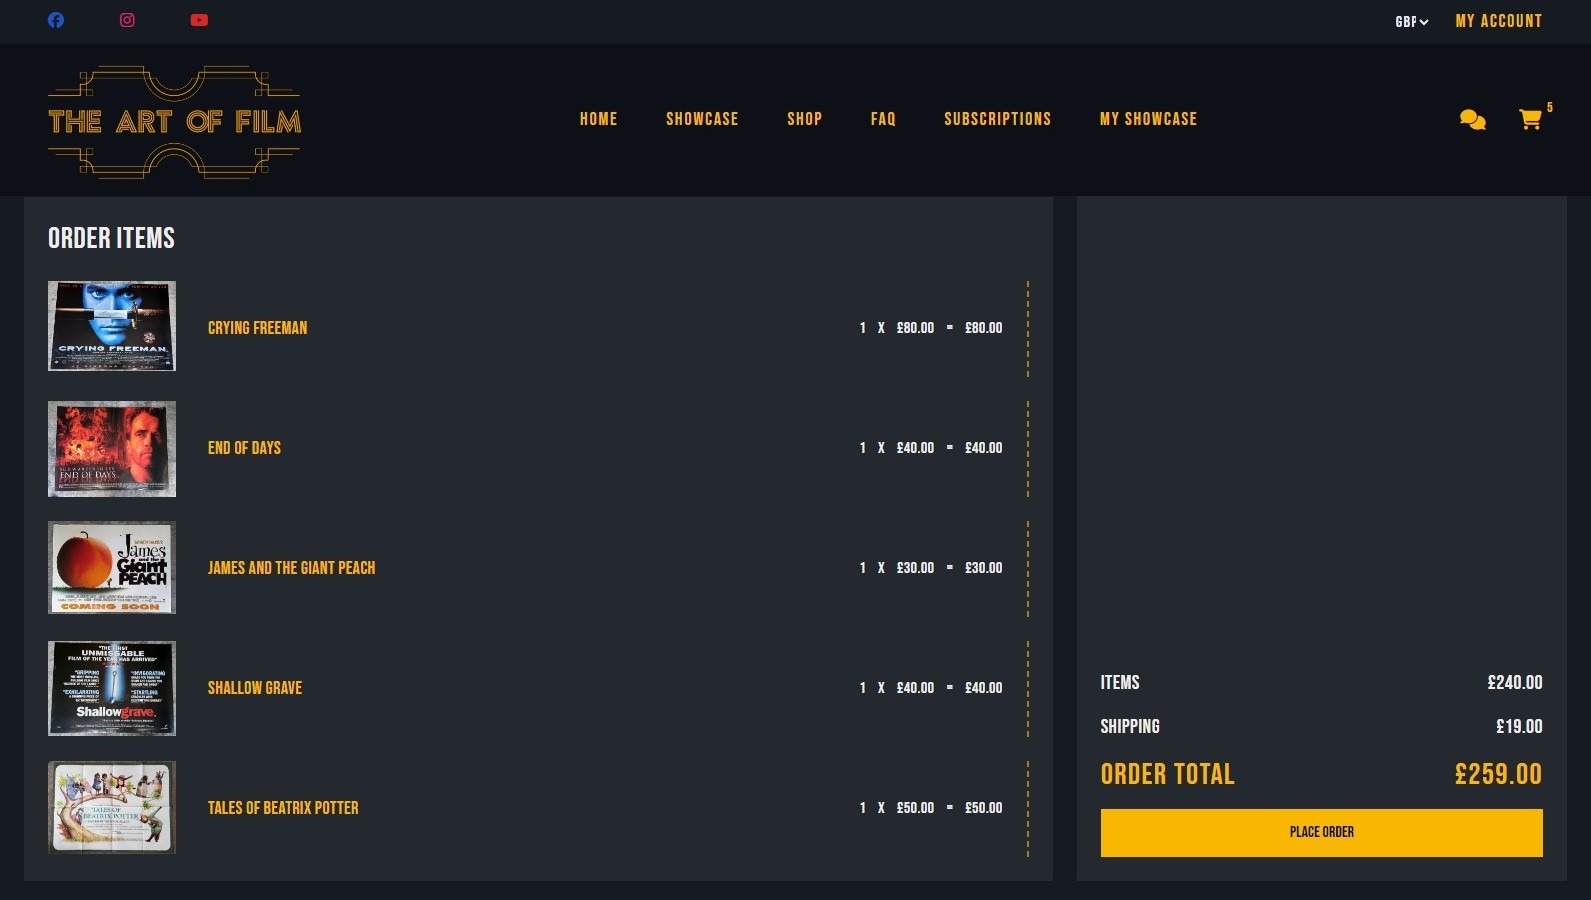 GBP
MY ACCOUNT
THE ART OF FILM
HOME SHOWCASE SHOP FAQ SUBSCRIPTIONS MY SHOWCASE
5
ORDER ITEMS
CRYING FREEMAN.
CRYING FREEMAN 1 X £80.00 = £80.00
END OF DAYS
END OF DAYS 1 X £40.00 = £40.00
James
and the
Giant
PEACH
COMING SOON
JAMES AND THE GIANT PEACH 1 X £30.00 = £30.00
"THE FIRST
UNMISSABLE
FILM OF THE YEAR HAS ARRIVED"
"GRIPPING
"INVIGORATING
"EXHILARATING
"STARTLING
Shallowgrave.
SHALLOW GRAVE 1 X £40.00 = £40.00
TALES OF
BEATRIX POTTER
TALES OF BEATRIX POTTER 1 X £50.00 = £50.00
ITEMS £240.00
SHIPPING £19.00
ORDER TOTAL £259.00
PLACE ORDER